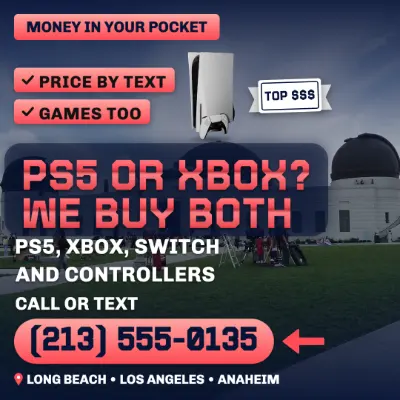 MONEY IN YOUR POCKET
✓ PRICE BY TEXT
✓ GAMES TOO
TOP $$$
PS5 OR XBOX?
WE BUY BOTH
PS5, XBOX, SWITCH
AND CONTROLLERS
CALL OR TEXT
(213) 555-0135
LONG BEACH • LOS ANGELES • ANAHEIM